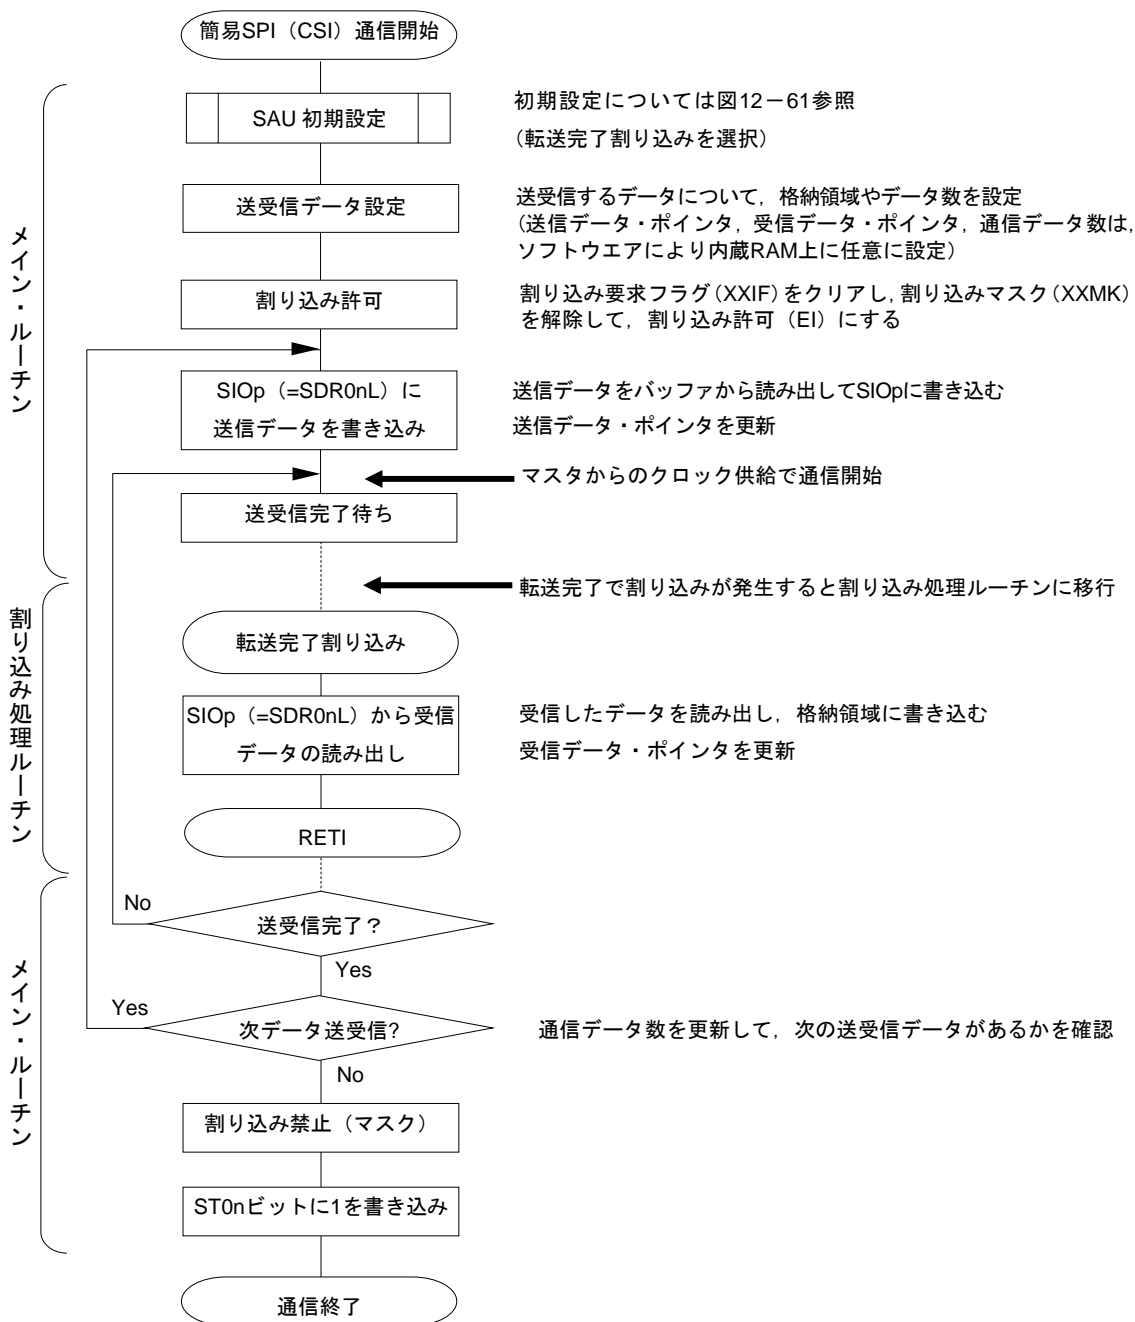 簡易SPI（CSI）通信開始
SAU 初期設定
初期設定については図12－61参照
（転送完了割り込みを選択）
送受信データ設定
送受信するデータについて，格納領域やデータ数を設定
（送信データ・ポインタ，受信データ・ポインタ，通信データ数は，
ソフトウエアにより内蔵RAM上に任意に設定）
メイン・ルーチン
割り込み許可
割り込み要求フラグ（XXIF）をクリアし，割り込みマスク（XXMK）
を解除して，割り込み許可（EI）にする
SIOp（=SDR0nL）に
送信データを書き込み
送信データをバッファから読み出してSIOpに書き込む
送信データ・ポインタを更新
マスタからのクロック供給で通信開始
送受信完了待ち
転送完了で割り込みが発生すると割り込み処理ルーチンに移行
割り込み処理ルーチン
転送完了割り込み
SIOp（=SDR0nL）から受信
データの読み出し
受信したデータを読み出し，格納領域に書き込む
受信データ・ポインタを更新
RETI
No
送受信完了？
Yes
メイン・ルーチン
Yes
次データ送受信?
通信データ数を更新して，次の送受信データがあるかを確認
No
割り込み禁止（マスク）
ST0nビットに1を書き込み
通信終了